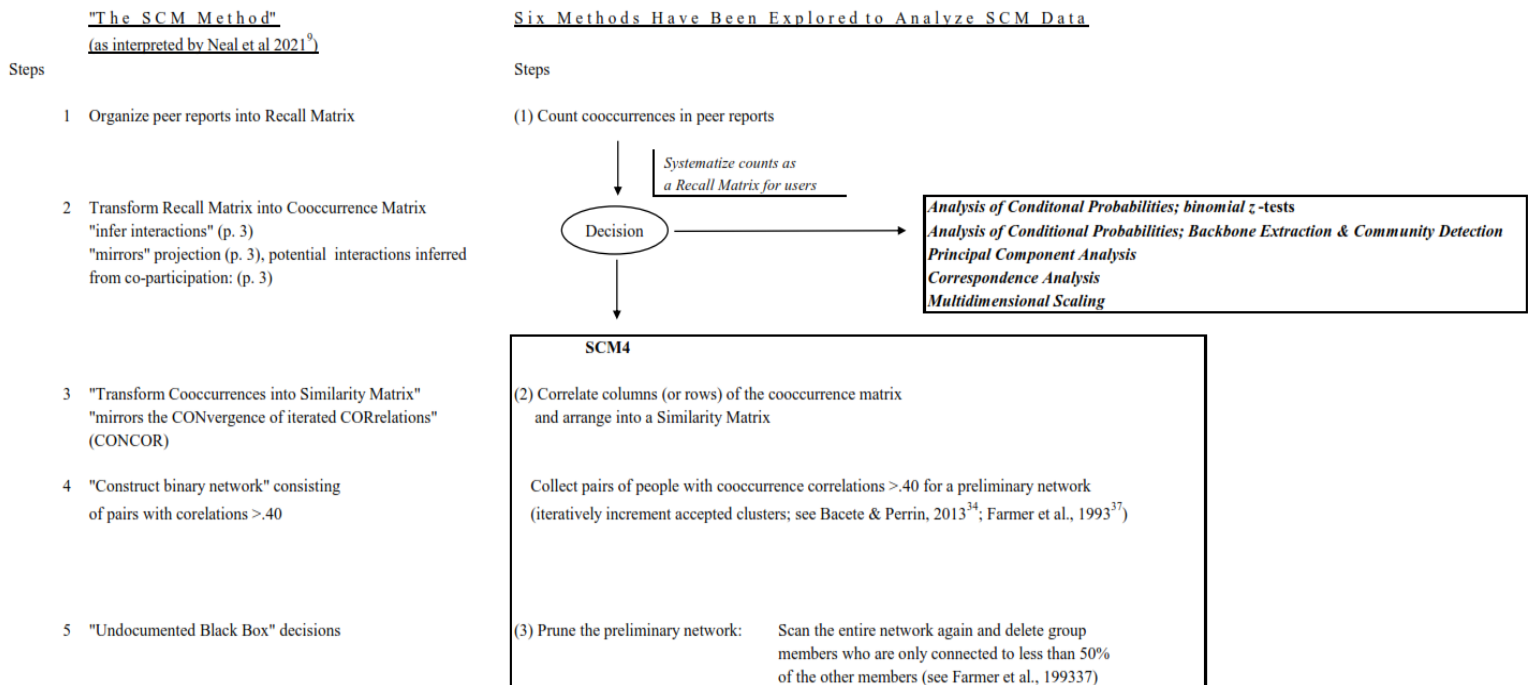 "The SCM Method"
(as interpreted by Neal et al 2021⁹)
Steps
1 Organize peer reports into Recall Matrix
2 Transform Recall Matrix into Cooccurrence Matrix
"infer interactions" (p. 3)
"mirrors" projection (p. 3), potential interactions inferred
from co-participation: (p. 3)
3 "Transform Cooccurrences into Similarity Matrix"
"mirrors the CONvergence of iterated CORrelations"
(CONCOR)
4 "Construct binary network" consisting
of pairs with corelations >.40
5 "Undocumented Black Box" decisions
Six Methods Have Been Explored to Analyze SCM Data
Steps
(1) Count cooccurrences in peer reports
Systematize counts as
a Recall Matrix for users
Decision
Analysis of Conditonal Probabilities; binomial z -tests
Analysis of Conditional Probabilities; Backbone Extraction & Community Detection
Principal Component Analysis
Correspondence Analysis
Multidimensional Scaling
SCM4
(2) Correlate columns (or rows) of the cooccurrence matrix
and arrange into a Similarity Matrix
Collect pairs of people with cooccurrence correlations >.40 for a preliminary network
(iteratively increment accepted clusters; see Bacete & Perrin, 2013³⁴; Farmer et al., 1993³⁷)
(3) Prune the preliminary network: Scan the entire network again and delete group
members who are only connected to less than 50%
of the other members (see Farmer et al., 199337)